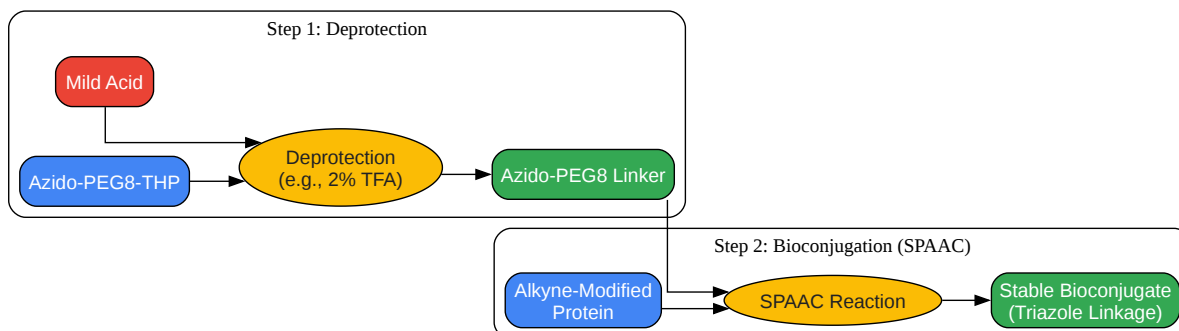 Step 1: Deprotection
Mild Acid
Azido-PEG8-THP
Deprotection
(e.g., 2% TFA)
Azido-PEG8 Linker
Step 2: Bioconjugation (SPAAC)
Alkyne-Modified
Protein
SPAAC Reaction
Stable Bioconjugate
(Triazole Linkage)